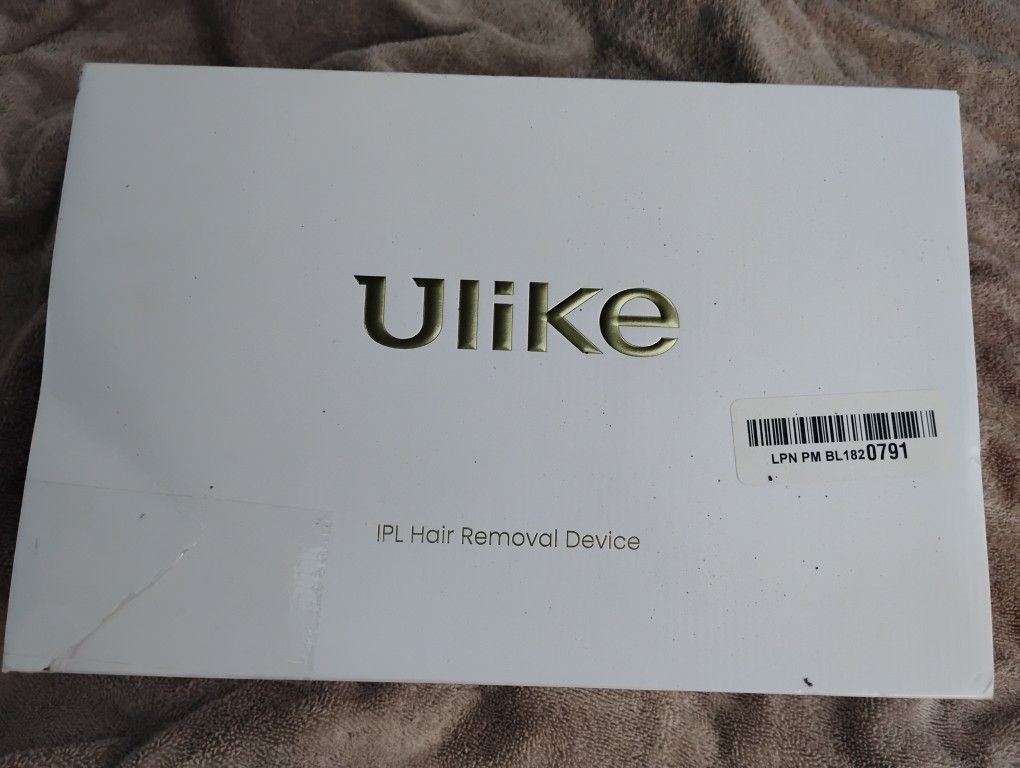 Ulike
LPN PM BL1820791
IPL Hair Removal Device